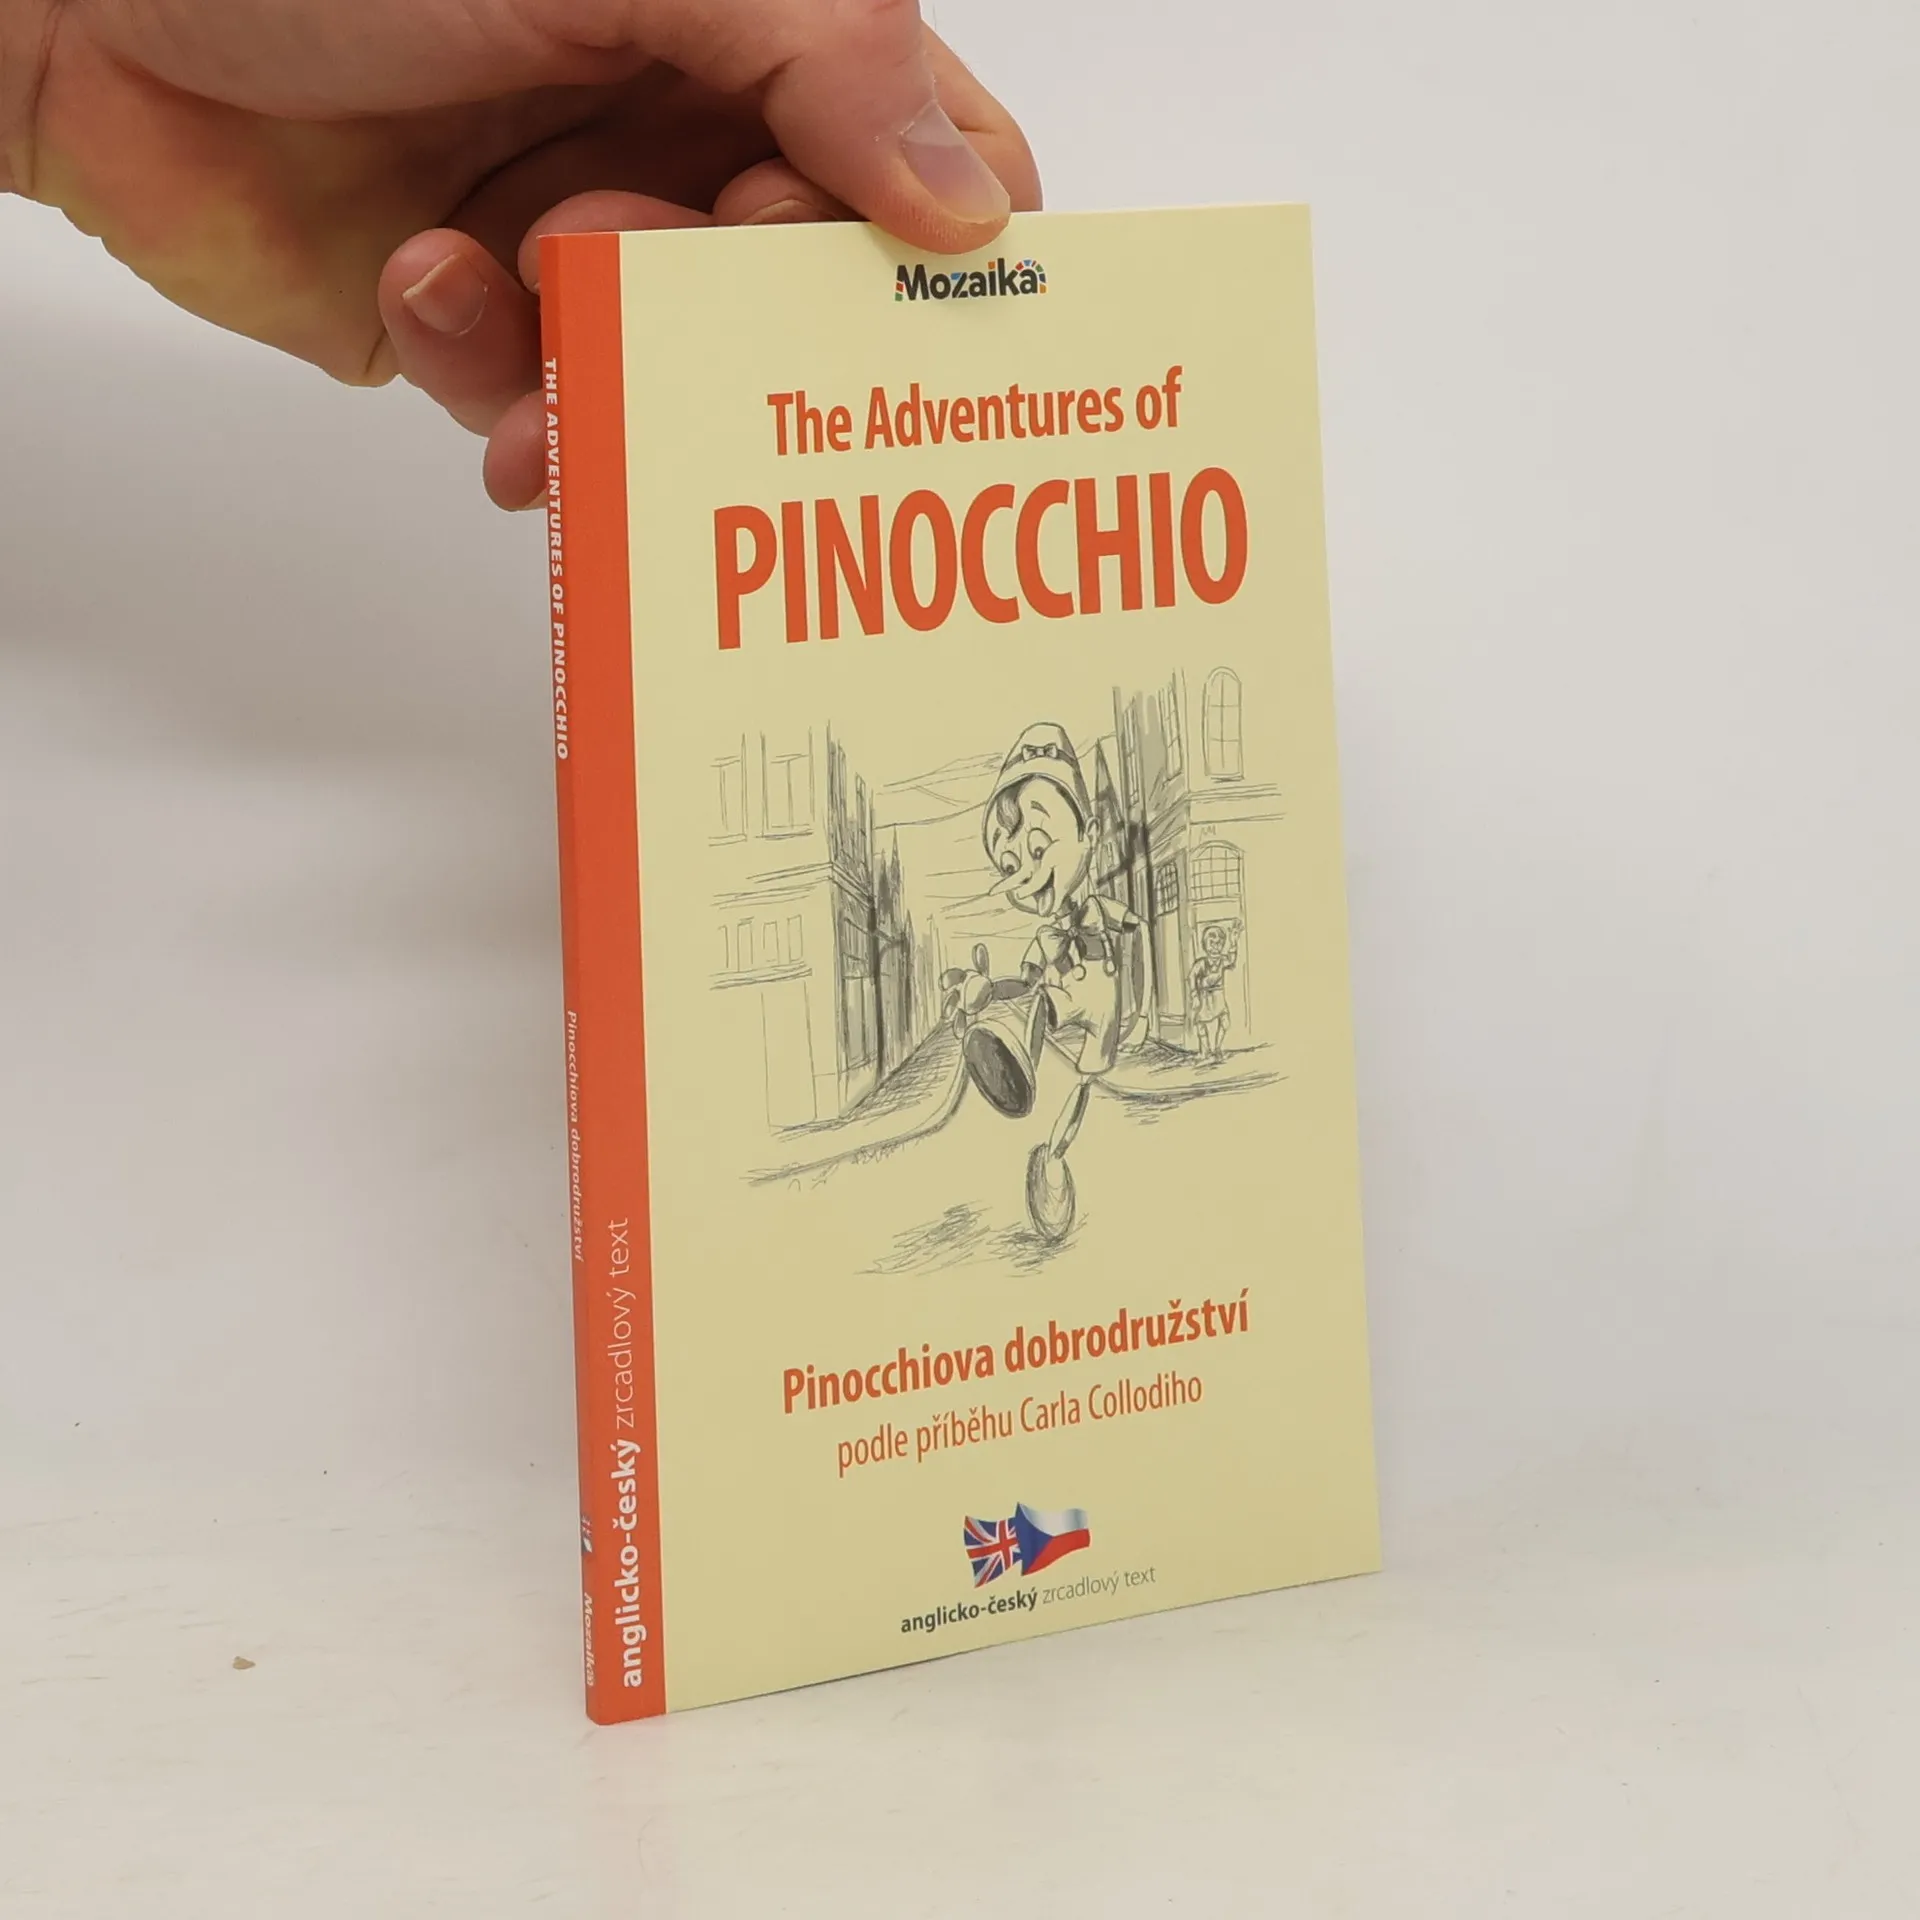 Mozaika
The Adventures of
PINOCCHIO
Pinocchiova dobrodružství
podle příběhu Carla Collodiho
anglicko-český zrcadlový text
anglicko-český zrcadlový text
THE ADVENTURES OF PINOCCHIO
Pinocchiova dobrodružství
Mozaika